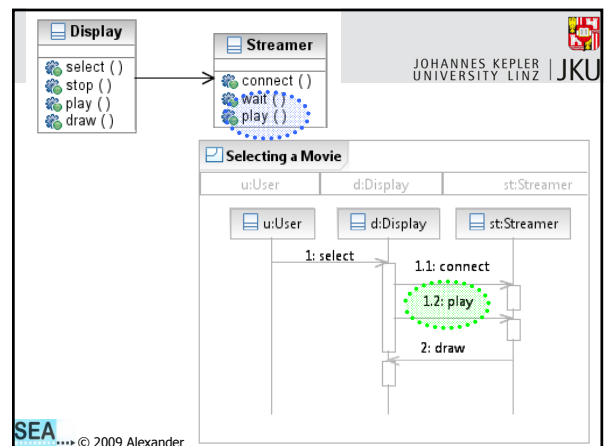 Display
select ()
stop ()
play ()
draw ()
Streamer
connect ()
wait ()
play ()
JOHANNES KEPLER
UNIVERSITY LINZ
JKU
Selecting a Movie
u:User d:Display st:Streamer
u:User d:Display st:Streamer
1: select
1.1: connect
1.2: play
2: draw
SEA
© 2009 Alexander